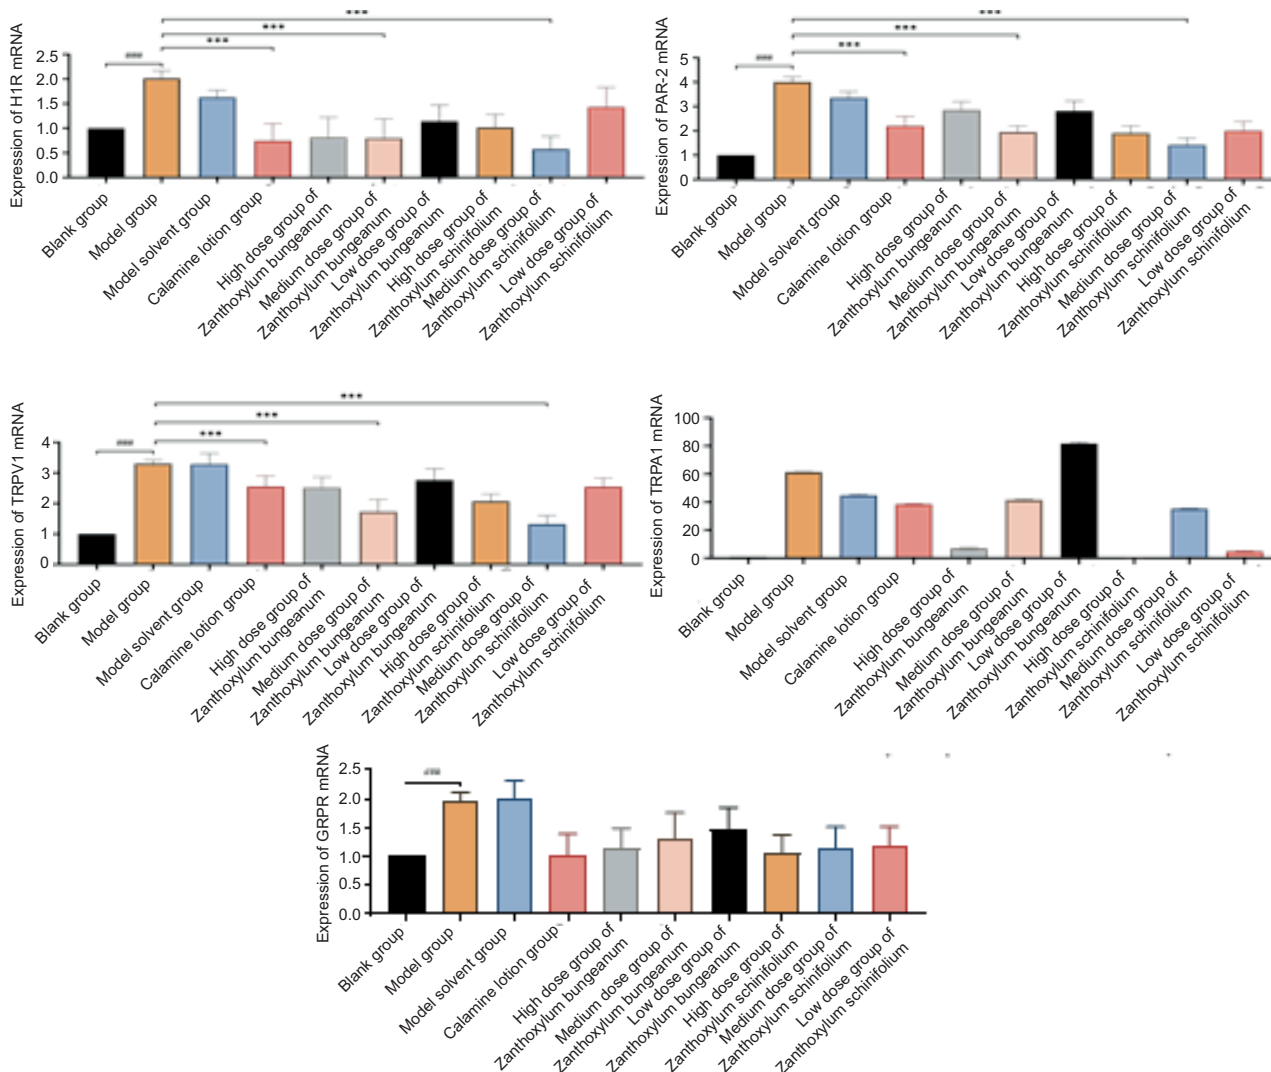 ***
***
***
###
Expression of H1R mRNA
2.5
2.0
1.5
1.0
0.5
0.0
Blank group
Model group
Model solvent group
Calamine lotion group
High dose group of
Zanthoxylum bungeanum
Medium dose group of
Zanthoxylum bungeanum
Low dose group of
Zanthoxylum bungeanum
High dose group of
Zanthoxylum schinifolium
Medium dose group of
Zanthoxylum schinifolium
Low dose group of
Zanthoxylum schinifolium
***
***
***
###
Expression of PAR-2 mRNA
5
4
3
2
1
0
Blank group
Model group
Model solvent group
Calamine lotion group
High dose group of
Zanthoxylum bungeanum
Medium dose group of
Zanthoxylum bungeanum
Low dose group of
Zanthoxylum bungeanum
High dose group of
Zanthoxylum schinifolium
Medium dose group of
Zanthoxylum schinifolium
Low dose group of
Zanthoxylum schinifolium
***
***
***
###
Expression of TRPV1 mRNA
4
3
2
1
0
Blank group
Model group
Model solvent group
Calamine lotion group
High dose group of
Zanthoxylum bungeanum
Medium dose group of
Zanthoxylum bungeanum
Low dose group of
Zanthoxylum bungeanum
High dose group of
Zanthoxylum schinifolium
Medium dose group of
Zanthoxylum schinifolium
Low dose group of
Zanthoxylum schinifolium
Expression of TRPA1 mRNA
100
80
60
40
20
0
Blank group
Model group
Model solvent group
Calamine lotion group
High dose group of
Zanthoxylum bungeanum
Medium dose group of
Zanthoxylum bungeanum
Low dose group of
Zanthoxylum bungeanum
High dose group of
Zanthoxylum schinifolium
Medium dose group of
Zanthoxylum schinifolium
Low dose group of
Zanthoxylum schinifolium
###
Expression of GRPR mRNA
2.5
2.0
1.5
1.0
0.5
0.0
Blank group
Model group
Model solvent group
Calamine lotion group
High dose group of
Zanthoxylum bungeanum
Medium dose group of
Zanthoxylum bungeanum
Low dose group of
Zanthoxylum bungeanum
High dose group of
Zanthoxylum schinifolium
Medium dose group of
Zanthoxylum schinifolium
Low dose group of
Zanthoxylum schinifolium